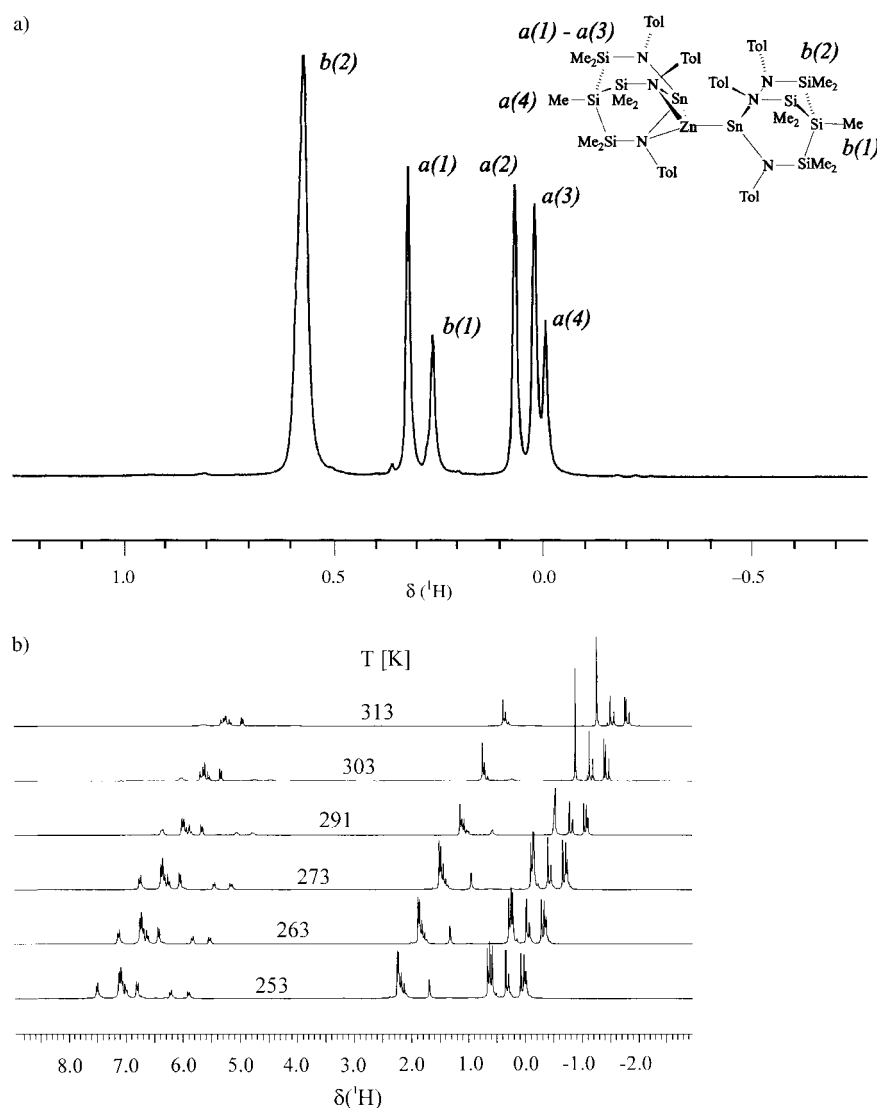 a)
b(2)
a(1)
b(1)
a(2)
a(3)
a(4)
a(1) - a(3)
a(4)
b(2)
b(1)
Tol
Me2Si
N
Tol
Si
Me2
N
Sn
Me
Si
Zn
Sn
Me2Si
N
Tol
Tol
Tol
N
SiMe2
N
Si
Me2
Si
Me
N
SiMe2
Tol
1.0 0.5 0.0 −0.5
δ (¹H)
b)
T [K]
313
303
291
273
263
253
8.0 7.0 6.0 5.0 4.0 3.0 2.0 1.0 0.0 -1.0 -2.0
δ(¹H)